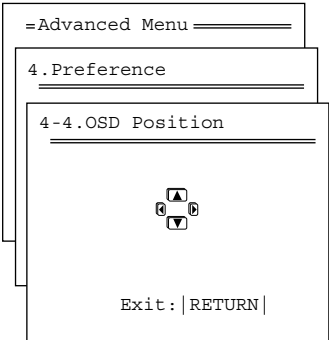 =Advanced Menu
4.Preference
4-4.OSD Position
Exit:|RETURN|